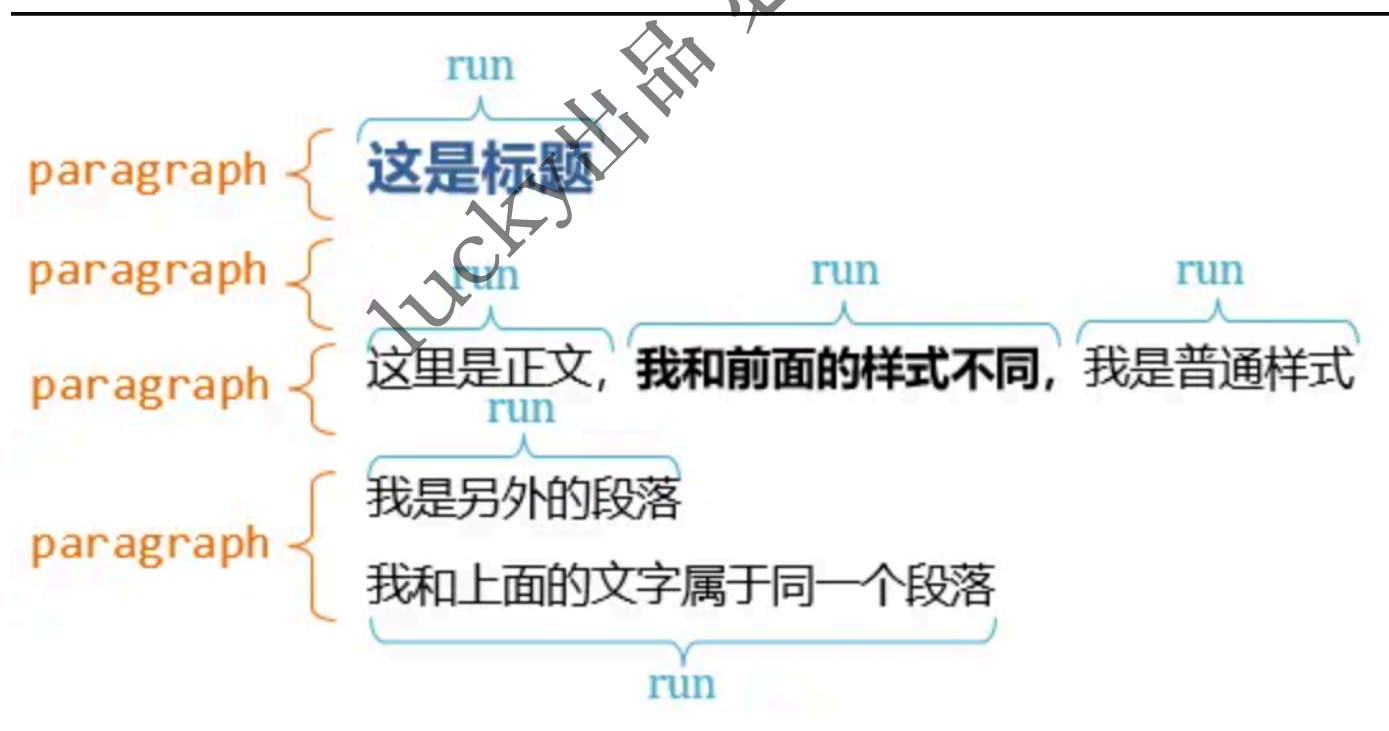 run
paragraph 这是标题
paragraph
run run run
paragraph 这里是正文，我和前面的样式不同，我是普通样式
run
我是另外的段落
paragraph
我和上面的文字属于同一个段落
run
lucky出品